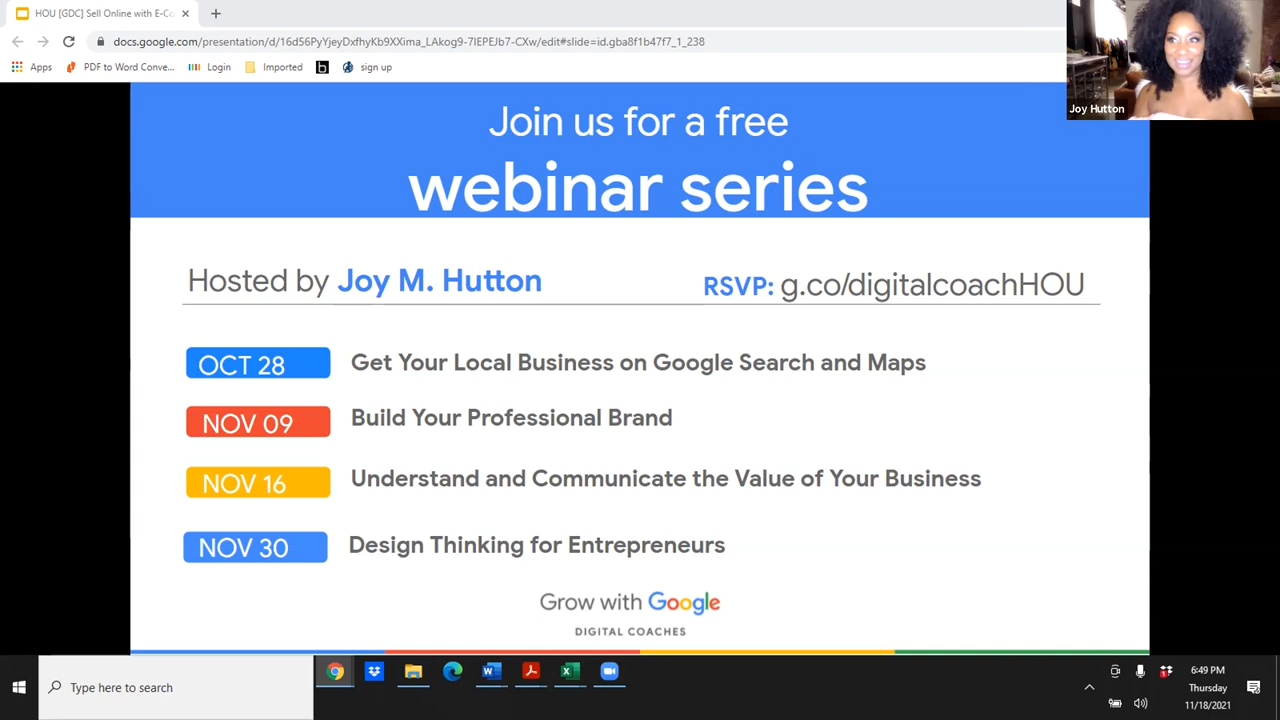 HOU [GDC] Sell Online with E-Co
docs.google.com/presentation/d/16d56PyYjeyDxfhyKb9XXima_LAkog9-7IEPEJb7-CXw/edit#slide=id.gba8f1b47f7_1_238
Apps PDF to Word Conve... Login Imported b sign up
Joy Hutton
Join us for a free
webinar series
Hosted by Joy M. Hutton RSVP: g.co/digitalcoachHOU
OCT 28 Get Your Local Business on Google Search and Maps
NOV 09 Build Your Professional Brand
NOV 16 Understand and Communicate the Value of Your Business
NOV 30 Design Thinking for Entrepreneurs
Grow with Google
DIGITAL COACHES
Type here to search
6:49 PM
Thursday
11/18/2021